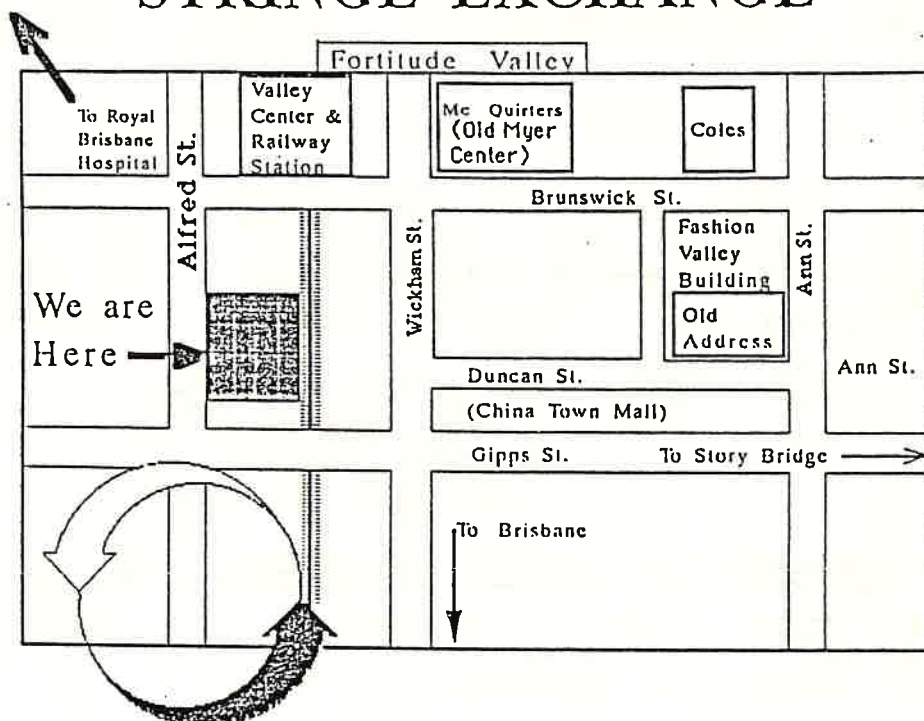 STRINGE EXCHANGE
Fortitude Valley
To Royal
Brisbane
Hospital
Alfred St.
Valley
Center &
Railway
Station
Mc Quirters
(Old Myer
Center)
Coles
Brunswick St.
Wickham St.
Fashion
Valley
Building
Old
Address
Ann St.
Ann St.
We are
Here
Duncan St.
(China Town Mall)
Gipps St.
To Story Bridge
To Brisbane